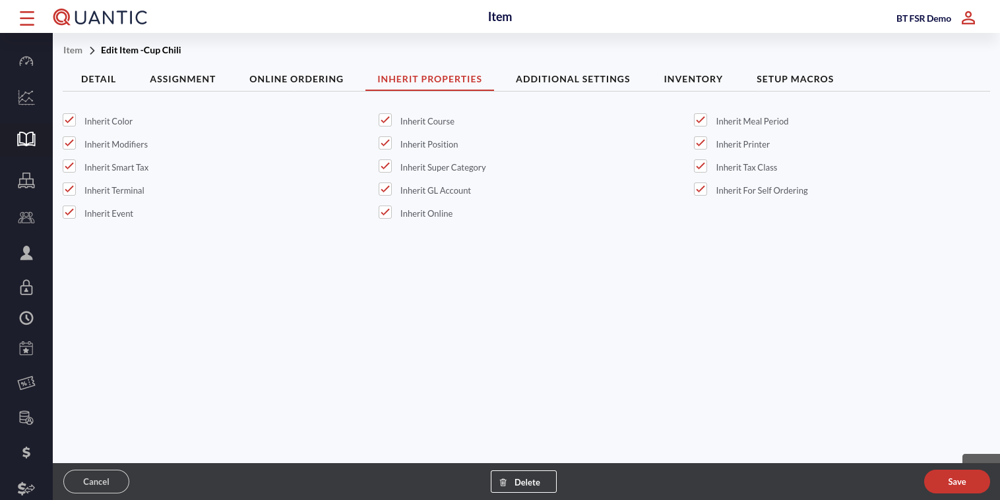 QUANTIC
Item
BT FSR Demo
Item > Edit Item -Cup Chili
DETAIL ASSIGNMENT ONLINE ORDERING INHERIT PROPERTIES ADDITIONAL SETTINGS INVENTORY SETUP MACROS
Inherit Color Inherit Course Inherit Meal Period
Inherit Modifiers Inherit Position Inherit Printer
Inherit Smart Tax Inherit Super Category Inherit Tax Class
Inherit Terminal Inherit GL Account Inherit For Self Ordering
Inherit Event Inherit Online
Cancel Delete Save